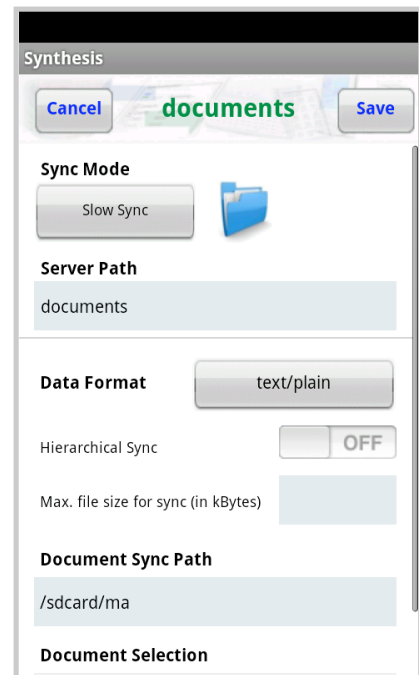 Synthesis
Cancel documents Save
Sync Mode
Slow Sync
Server Path
documents
Data Format text/plain
Hierarchical Sync OFF
Max. file size for sync (in kBytes)
Document Sync Path
/sdcard/ma
Document Selection